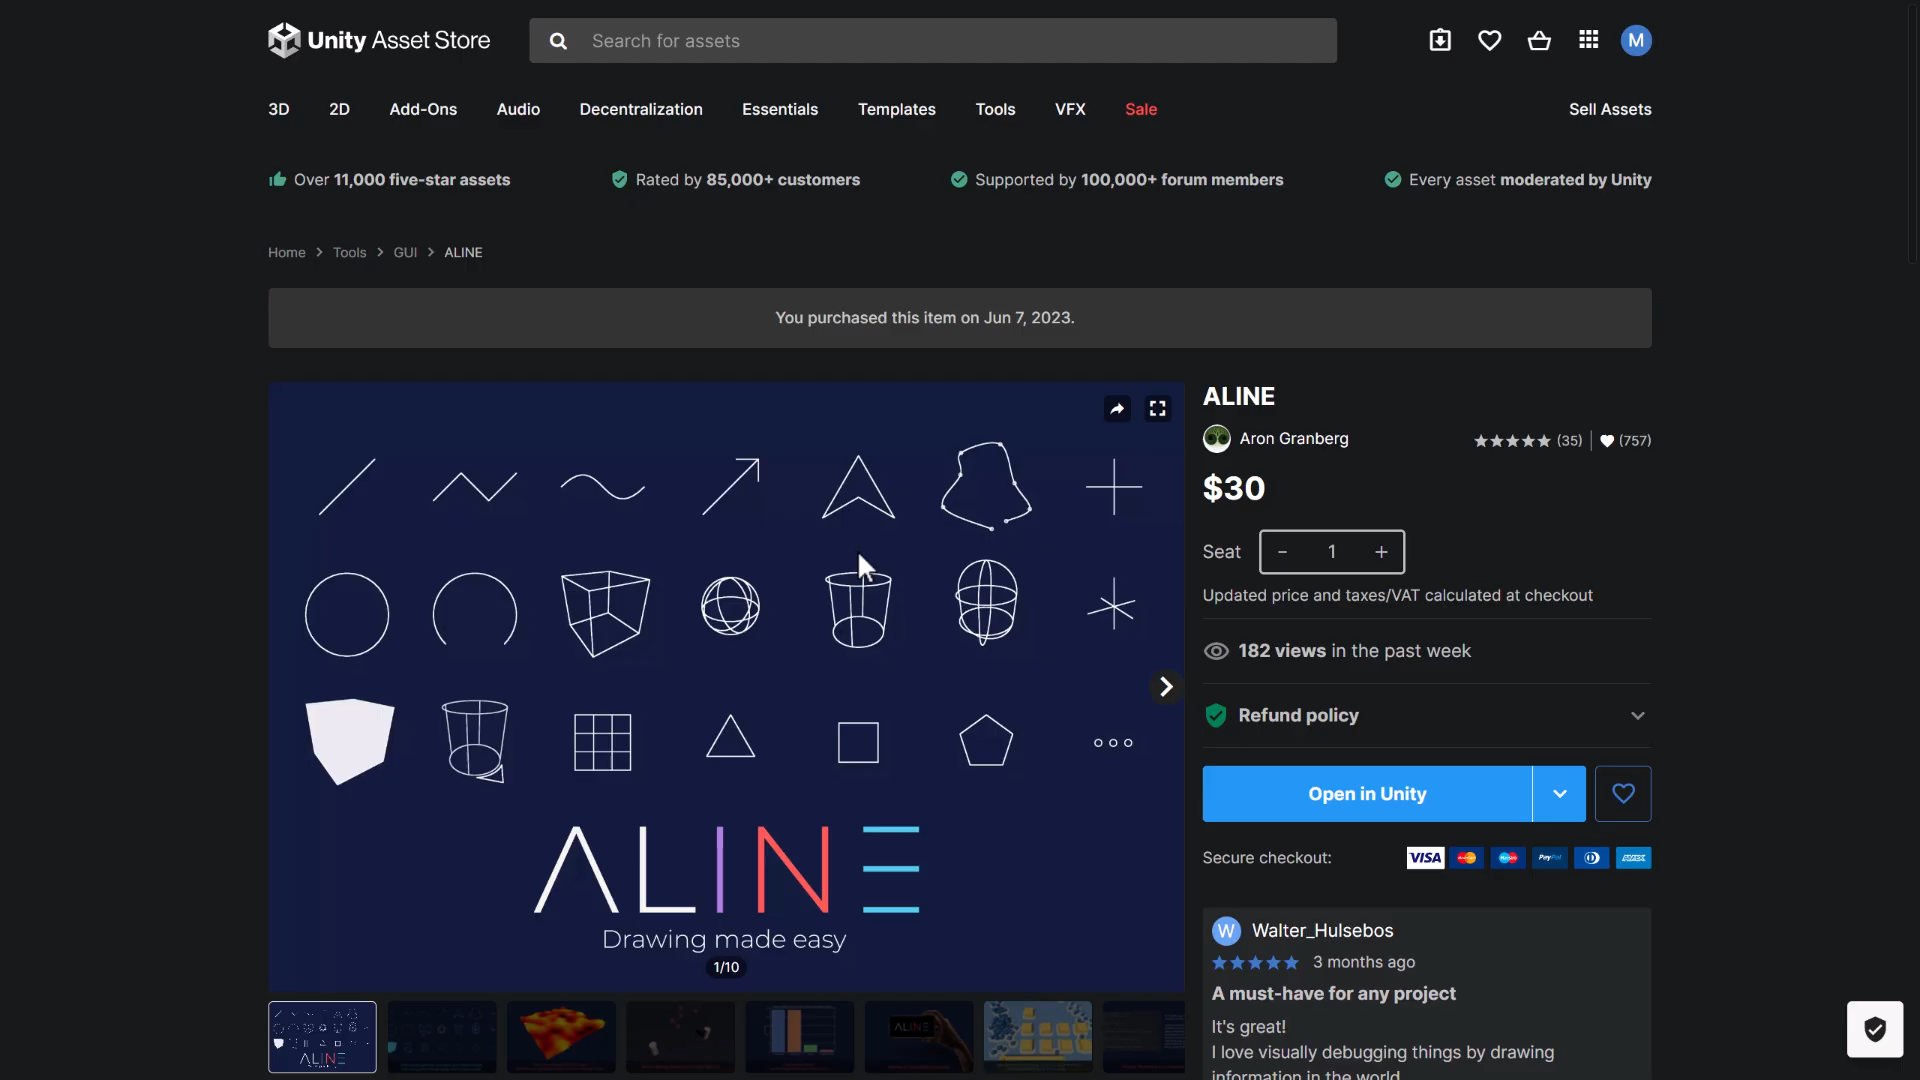 Unity Asset Store
Search for assets
M
3D 2D Add-Ons Audio Decentralization Essentials Templates Tools VFX Sale Sell Assets
Over 11,000 five-star assets
Rated by 85,000+ customers
Supported by 100,000+ forum members
Every asset moderated by Unity
Home > Tools > GUI > ALINE
You purchased this item on Jun 7, 2023.
ALINE
Drawing made easy
1/10
ALINE
Aron Granberg
(35) (757)
$30
Seat - 1 +
Updated price and taxes/VAT calculated at checkout
182 views in the past week
Refund policy
Open in Unity
Secure checkout:
VISA
PayPal
AMEX
W Walter_Hulsebos
3 months ago
A must-have for any project
It's great!
I love visually debugging things by drawing
information in the world
ALINE
ALINE